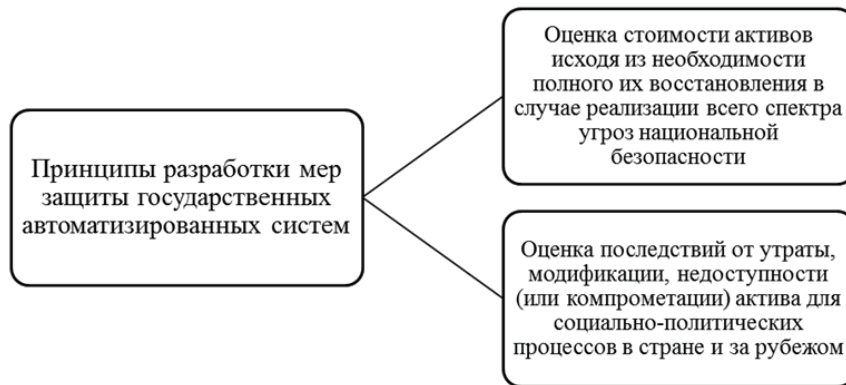 Принципы разработки мер
защиты государственных
автоматизированных систем
Оценка стоимости активов
исходя из необходимости
полного их восстановления в
случае реализации всего спектра
угроз национальной
безопасности
Оценка последствий от утраты,
модификации, недоступности
(или компрометации) актива для
социально-политических
процессов в стране и за рубежом